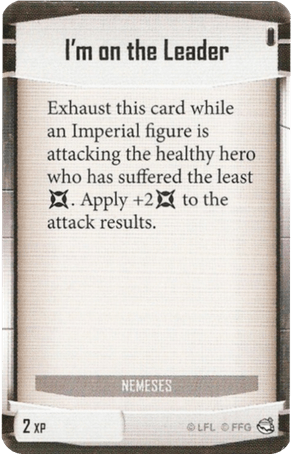 I'm on the Leader
Exhaust this card while
an Imperial figure is
attacking the healthy hero
who has suffered the least
. Apply +2 to the
attack results.
NEMESES
2 XP
© LFL © FFG